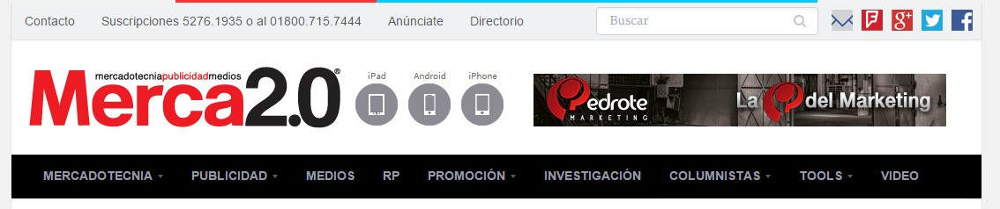 Contacto Suscripciones 5276.1935 o al 01800.715.7444 Anúnciate Directorio Buscar
mercadotecniapublicidadmedios
Merca2.0®
iPad Android iPhone
Pedrote
MARKETING
La P del Marketing
MERCADOTECNIA PUBLICIDAD MEDIOS RP PROMOCIÓN INVESTIGACIÓN COLUMNISTAS TOOLS VIDEO